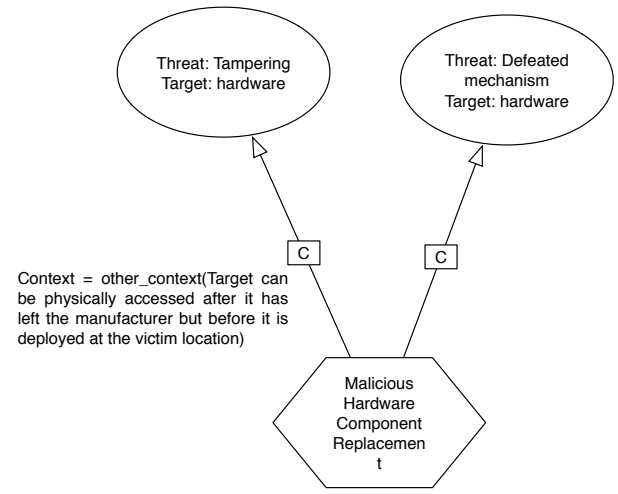 Threat: Tampering
Target: hardware
Threat: Defeated
mechanism
Target: hardware
C
C
Context = other_context(Target can
be physically accessed after it has
left the manufacturer but before it is
deployed at the victim location)
Malicious
Hardware
Component
Replacemen
t